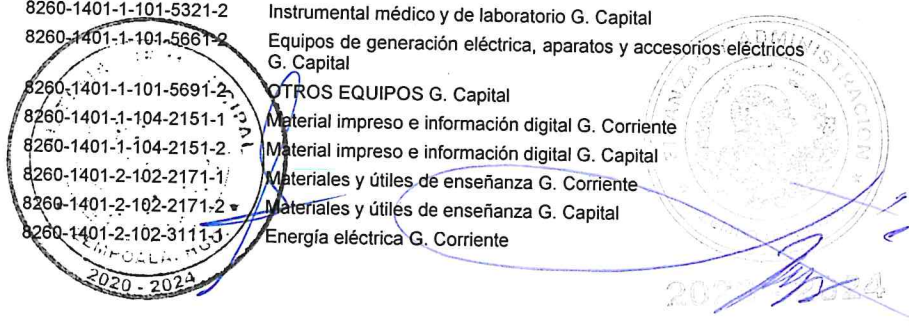 8260-1401-1-101-5321-2 Instrumental médico y de laboratorio G. Capital
8260-1401-1-101-5661-2 Equipos de generación eléctrica, aparatos y accesorios eléctricos
G. Capital
8260-1401-1-101-5691-2 OTROS EQUIPOS G. Capital
8260-1401-1-104-2151-1 Material impreso e información digital G. Corriente
8260-1401-1-104-2151-2 Material impreso e información digital G. Capital
8260-1401-2-102-2171-1 Materiales y útiles de enseñanza G. Corriente
8260-1401-2-102-2171-2 Materiales y útiles de enseñanza G. Capital
8260-1401-2-102-3111-1 Energía eléctrica G. Corriente
2020 - 2024
ADMINISTRACIÓN